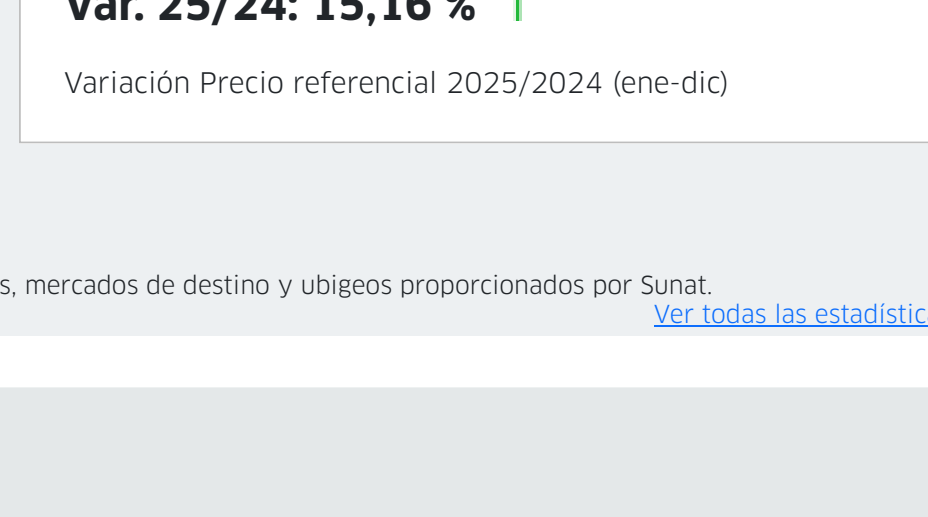 Var. 25/24: 15,16 %
Variación Precio referencial 2025/2024 (ene-dic)
s, mercados de destino y ubigeos proporcionados por Sunat.
Ver todas las estadístic